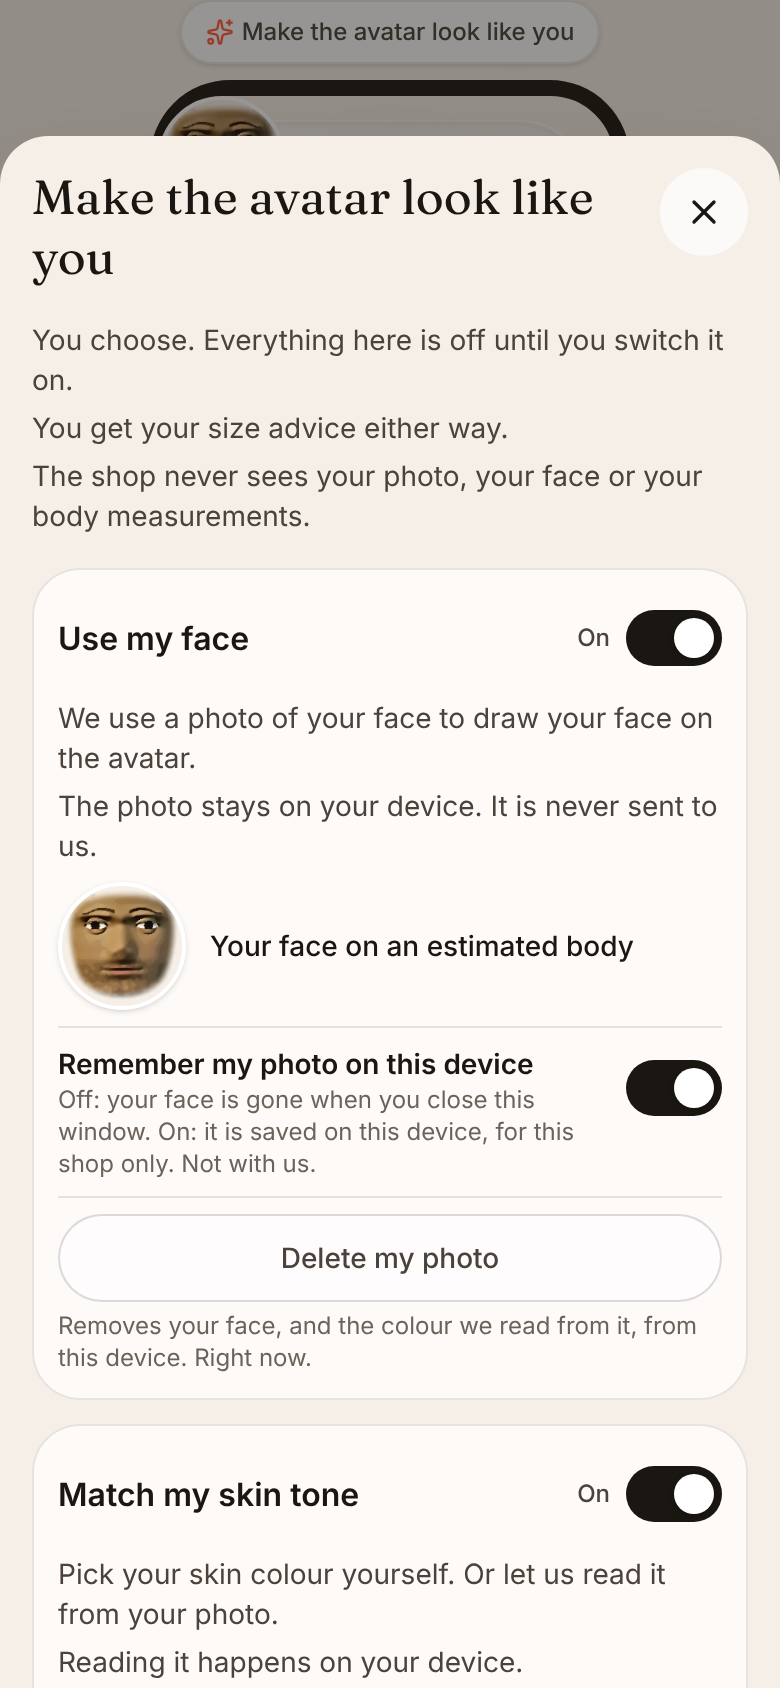 Make the avatar look like you
Make the avatar look like
you
You choose. Everything here is off until you switch it
on.
You get your size advice either way.
The shop never sees your photo, your face or your
body measurements.
Use my face
On
We use a photo of your face to draw your face on
the avatar.
The photo stays on your device. It is never sent to
us.
Your face on an estimated body
Remember my photo on this device
Off: your face is gone when you close this
window. On: it is saved on this device, for this
shop only. Not with us.
Delete my photo
Removes your face, and the colour we read from it, from
this device. Right now.
Match my skin tone
On
Pick your skin colour yourself. Or let us read it
from your photo.
Reading it happens on your device.